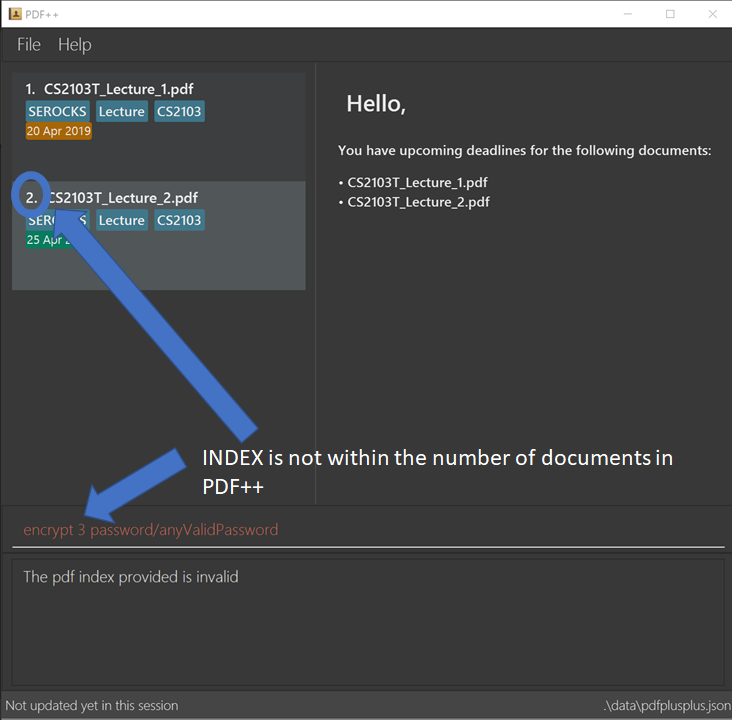 PDF++
File Help
1. CS2103T_Lecture_1.pdf
SEROCKS Lecture CS2103
20 Apr 2019
2. CS2103T_Lecture_2.pdf
Lecture CS2103
25 Apr
Hello,
You have upcoming deadlines for the following documents:
• CS2103T_Lecture_1.pdf
• CS2103T_Lecture_2.pdf
INDEX is not within the number of documents in
PDF++
encrypt 3 password/anyValidPassword
The pdf index provided is invalid
Not updated yet in this session
.\data\pdfplusplus.json